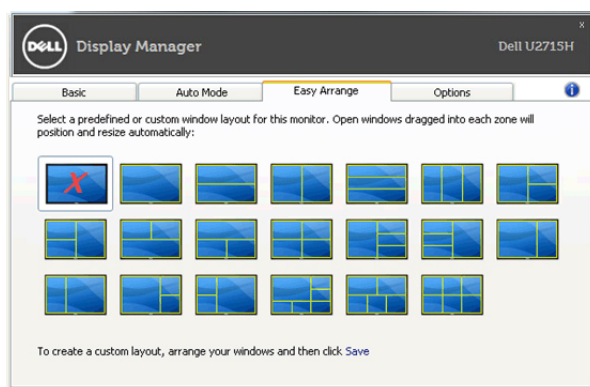 x
DELL Display Manager Dell U2715H
Basic Auto Mode Easy Arrange Options i
Select a predefined or custom window layout for this monitor. Open windows dragged into each zone will
position and resize automatically:
X
To create a custom layout, arrange your windows and then click Save